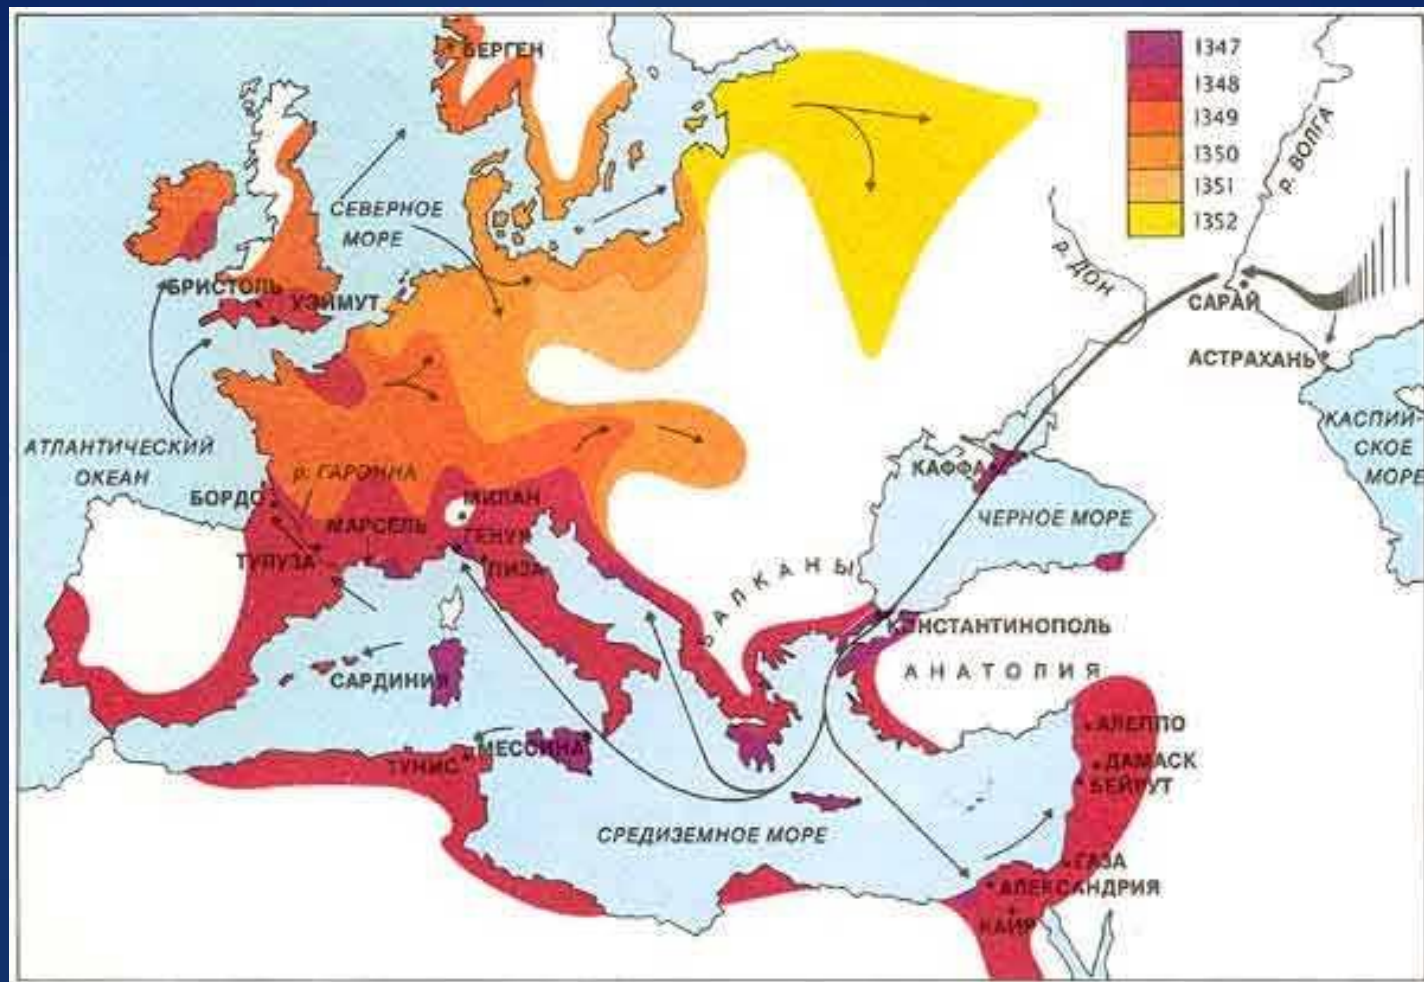 БЕРГЕН
1347
1348
1349
1350
1351
1352
р. ВОЛГА
СЕВЕРНОЕ
МОРЕ
р. ДОН
БРИСТОЛЬ
УЭЙМУТ
САРАЙ
АСТРАХАНЬ
КАСПИЙ-
СКОЕ
МОРЕ
АТЛАНТИЧЕСКИЙ
ОКЕАН
р. ГАРОННА
БОРДО
МИЛАН
КАФФА
МАРСЕЛЬ
ГЕНУЯ
ЧЕРНОЕ МОРЕ
ТУЛУЗА
ПИЗА
БАЛКАНЫ
КОНСТАНТИНОПОЛЬ
АНАТОЛИЯ
САРДИНИЯ
АЛЕППО
МЕССИНА
ТУНИС
ДАМАСК
БЕЙРУТ
СРЕДИЗЕМНОЕ МОРЕ
ГАЗА
АЛЕКСАНДРИЯ
КАИР